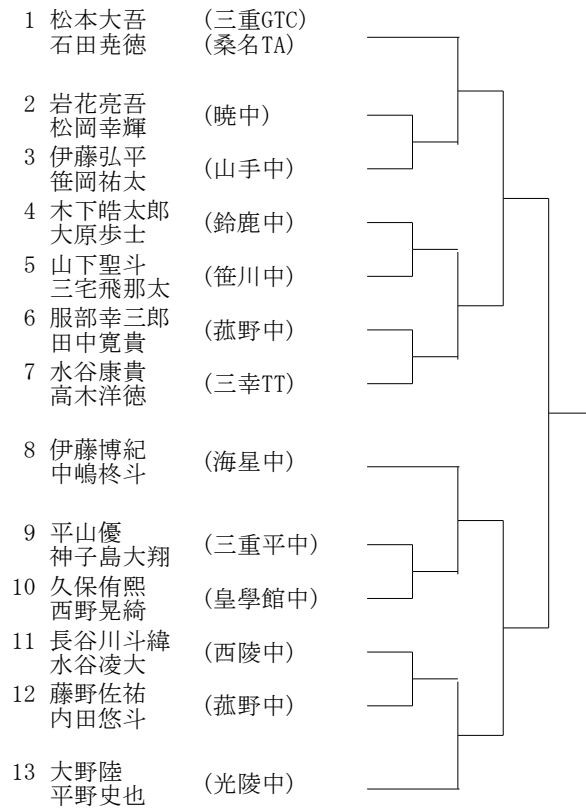 1 松本大吾 (三重GTC)
石田尭徳 (桑名TA)
2 岩花亮吾 (暁中)
松岡幸輝
3 伊藤弘平 (山手中)
笹岡祐太
4 木下皓太郎 (鈴鹿中)
大原歩士
5 山下聖斗 (笹川中)
三宅飛那太
6 服部幸三郎 (菰野中)
田中寛貴
7 水谷康貴 (三幸TT)
高木洋徳
8 伊藤博紀 (海星中)
中嶋柊斗
9 平山優 (三重平中)
神子島大翔
10 久保侑熙 (皇學館中)
西野晃綺
11 長谷川斗緯 (西陵中)
水谷凌大
12 藤野佐祐 (菰野中)
内田悠斗
13 大野陸 (光陵中)
平野史也